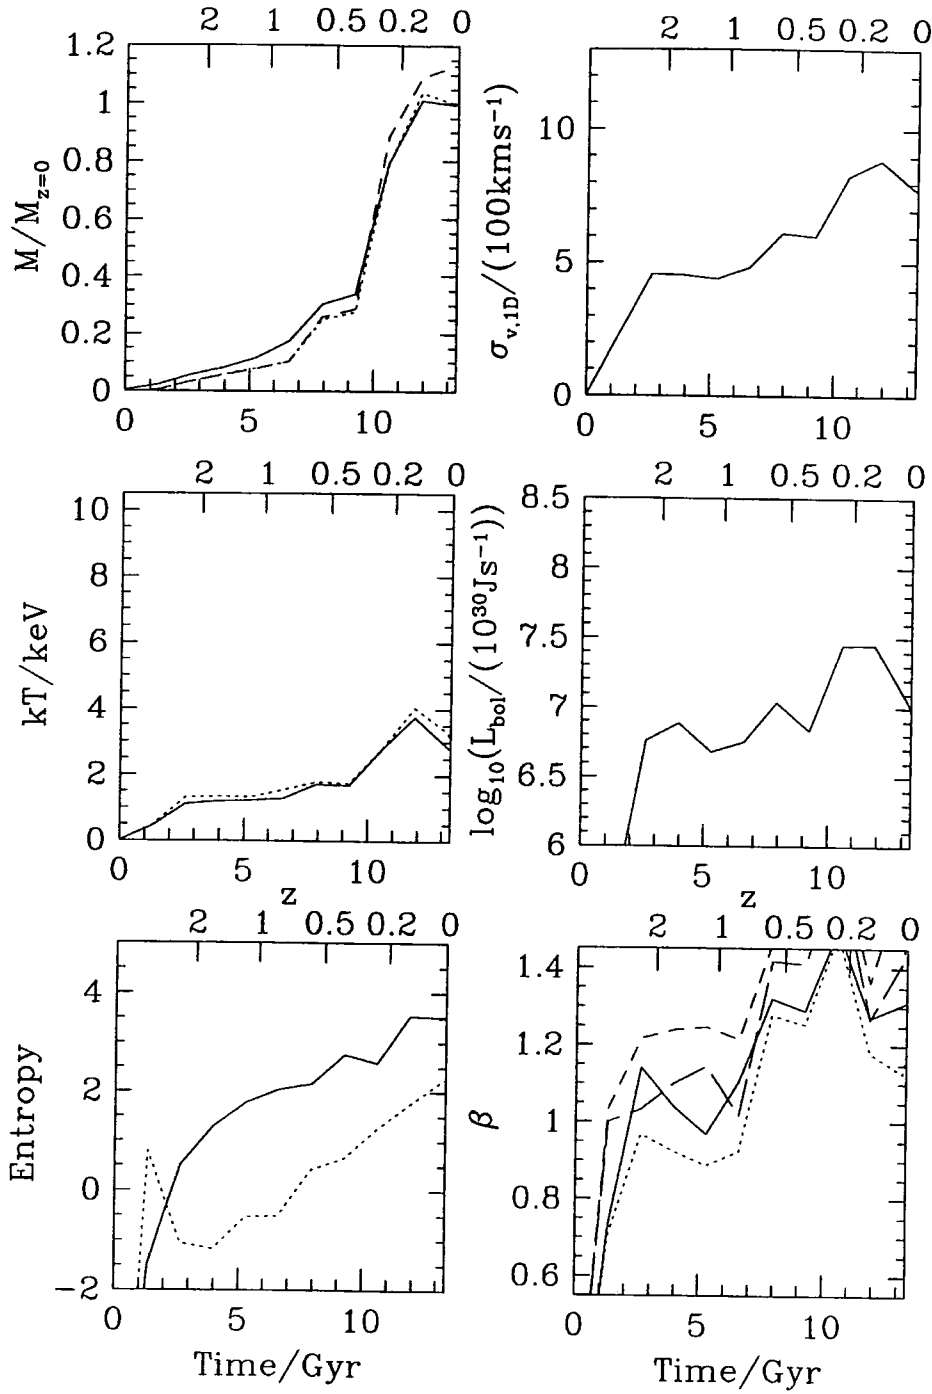 2 1 0.5 0.2 0
2 1 0.5 0.2 0
1.2
1
0.8
0.6
0.4
0.2
0
M/M_{z=0}
0 5 10
10
5
0
σ_{v,1D}/(100kms^{-1})
0 5 10
2 1 0.5 0.2 0
2 1 0.5 0.2 0
10
8
6
4
2
0
kT/keV
0 5 10
8.5
8
7.5
7
6.5
6
log_{10}(L_{bol}/(10^{30}Js^{-1}))
0 5 10
z
z
2 1 0.5 0.2 0
2 1 0.5 0.2 0
4
2
0
-2
Entropy
0 5 10
Time/Gyr
1.4
1.2
1
0.8
0.6
β
0 5 10
Time/Gyr